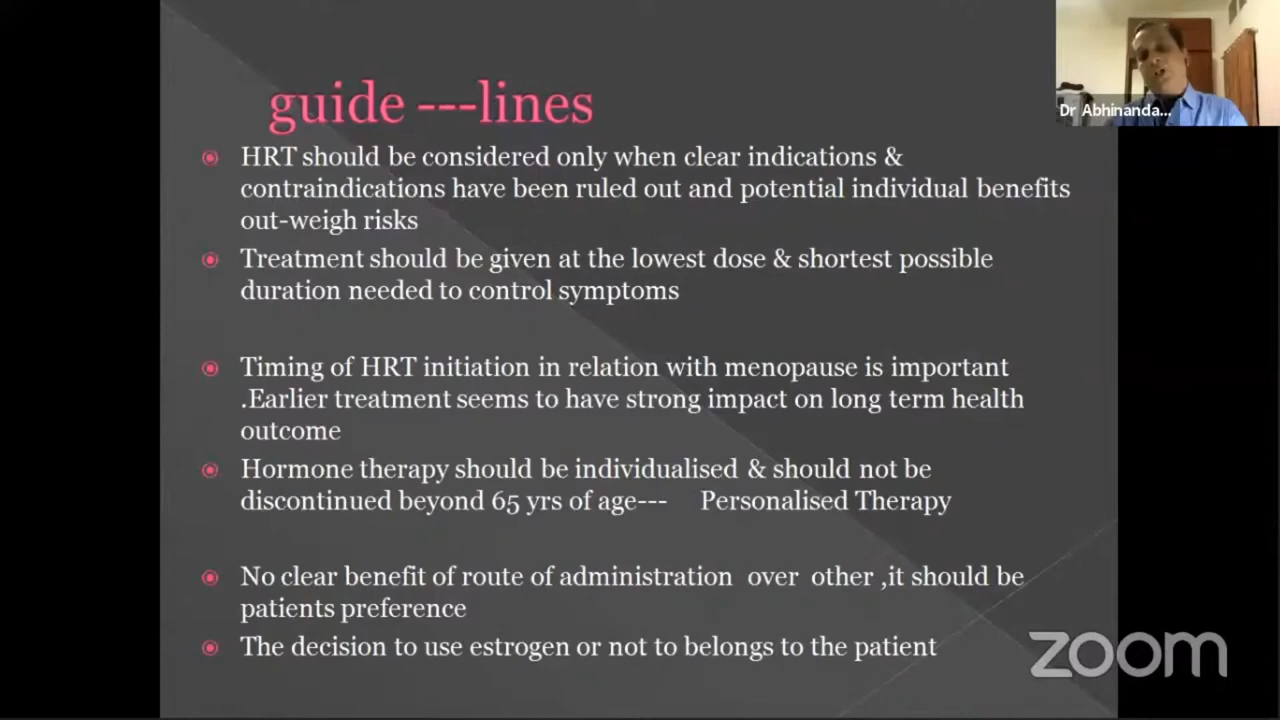 guide ---lines
Dr Abhinanda...
HRT should be considered only when clear indications &
contraindications have been ruled out and potential individual benefits
out-weigh risks
Treatment should be given at the lowest dose & shortest possible
duration needed to control symptoms
Timing of HRT initiation in relation with menopause is important
.Earlier treatment seems to have strong impact on long term health
outcome
Hormone therapy should be individualised & should not be
discontinued beyond 65 yrs of age--- Personalised Therapy
No clear benefit of route of administration over other ,it should be
patients preference
The decision to use estrogen or not to belongs to the patient
zoom